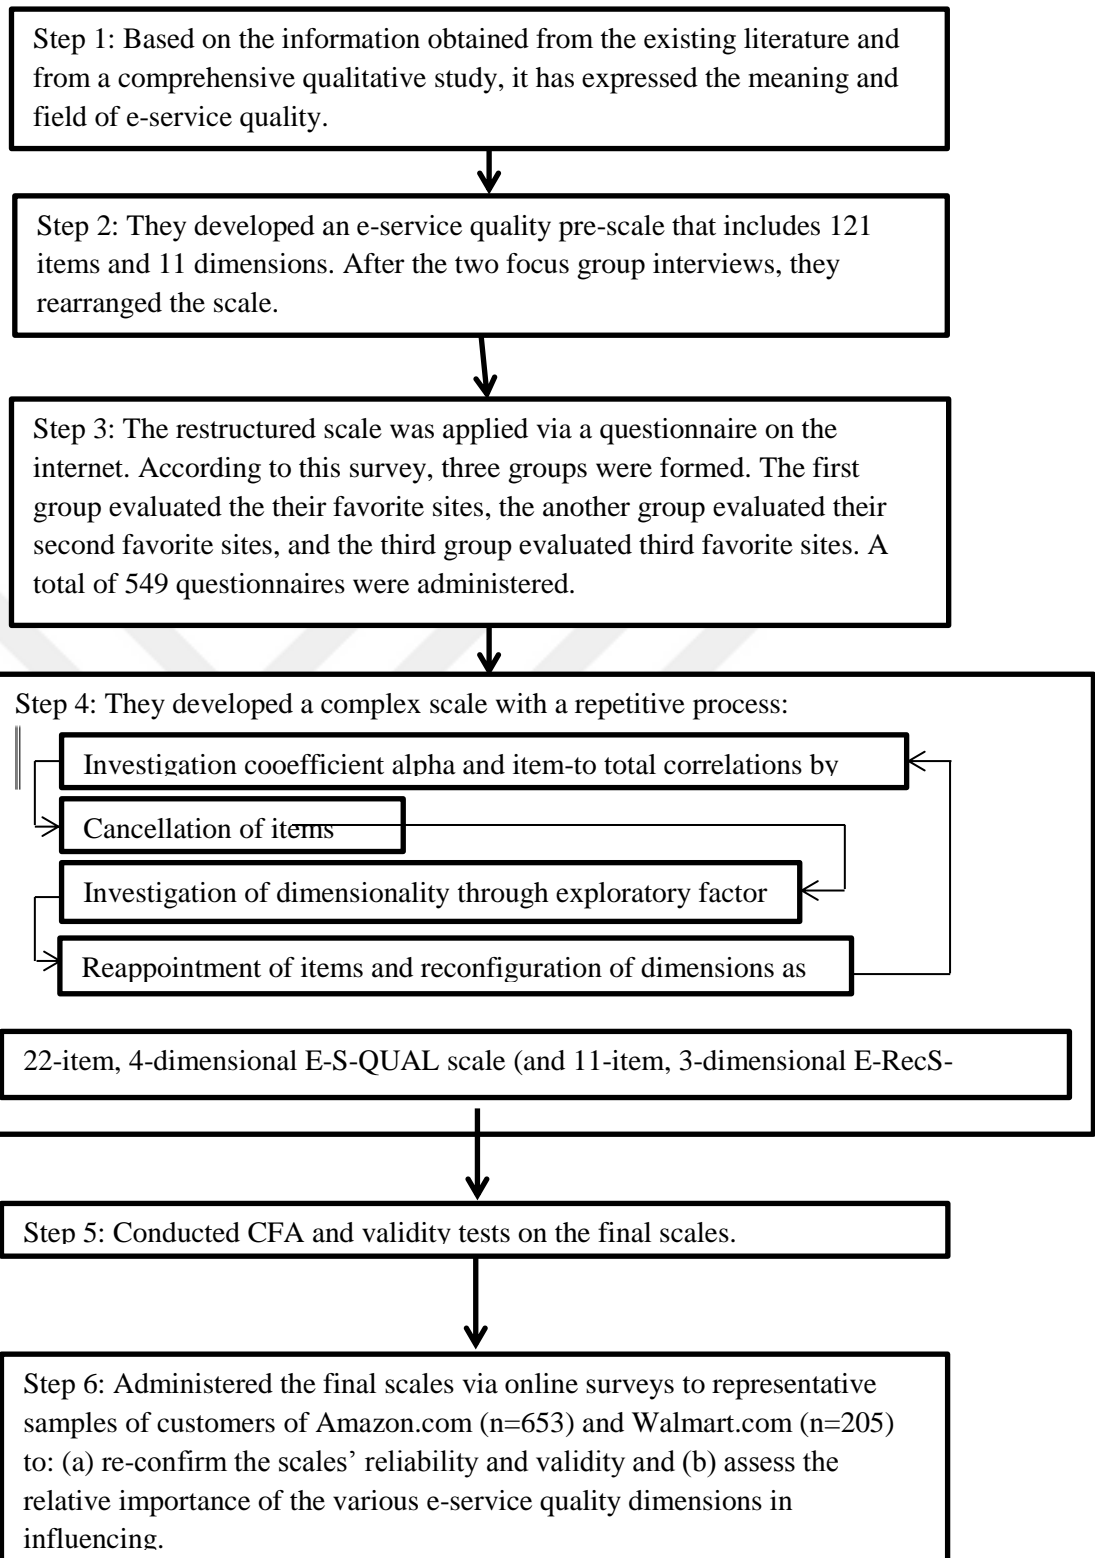 Step 1: Based on the information obtained from the existing literature and
from a comprehensive qualitative study, it has expressed the meaning and
field of e-service quality.
Step 2: They developed an e-service quality pre-scale that includes 121
items and 11 dimensions. After the two focus group interviews, they
rearranged the scale.
Step 3: The restructured scale was applied via a questionnaire on the
internet. According to this survey, three groups were formed. The first
group evaluated the their favorite sites, the another group evaluated their
second favorite sites, and the third group evaluated third favorite sites. A
total of 549 questionnaires were administered.
Step 4: They developed a complex scale with a repetitive process:
Investigation cooefficient alpha and item-to total correlations by
Cancellation of items
Investigation of dimensionality through exploratory factor
Reappointment of items and reconfiguration of dimensions as
22-item, 4-dimensional E-S-QUAL scale (and 11-item, 3-dimensional E-RecS-
Step 5: Conducted CFA and validity tests on the final scales.
Step 6: Administered the final scales via online surveys to representative
samples of customers of Amazon.com (n=653) and Walmart.com (n=205)
to: (a) re-confirm the scales’ reliability and validity and (b) assess the
relative importance of the various e-service quality dimensions in
influencing.